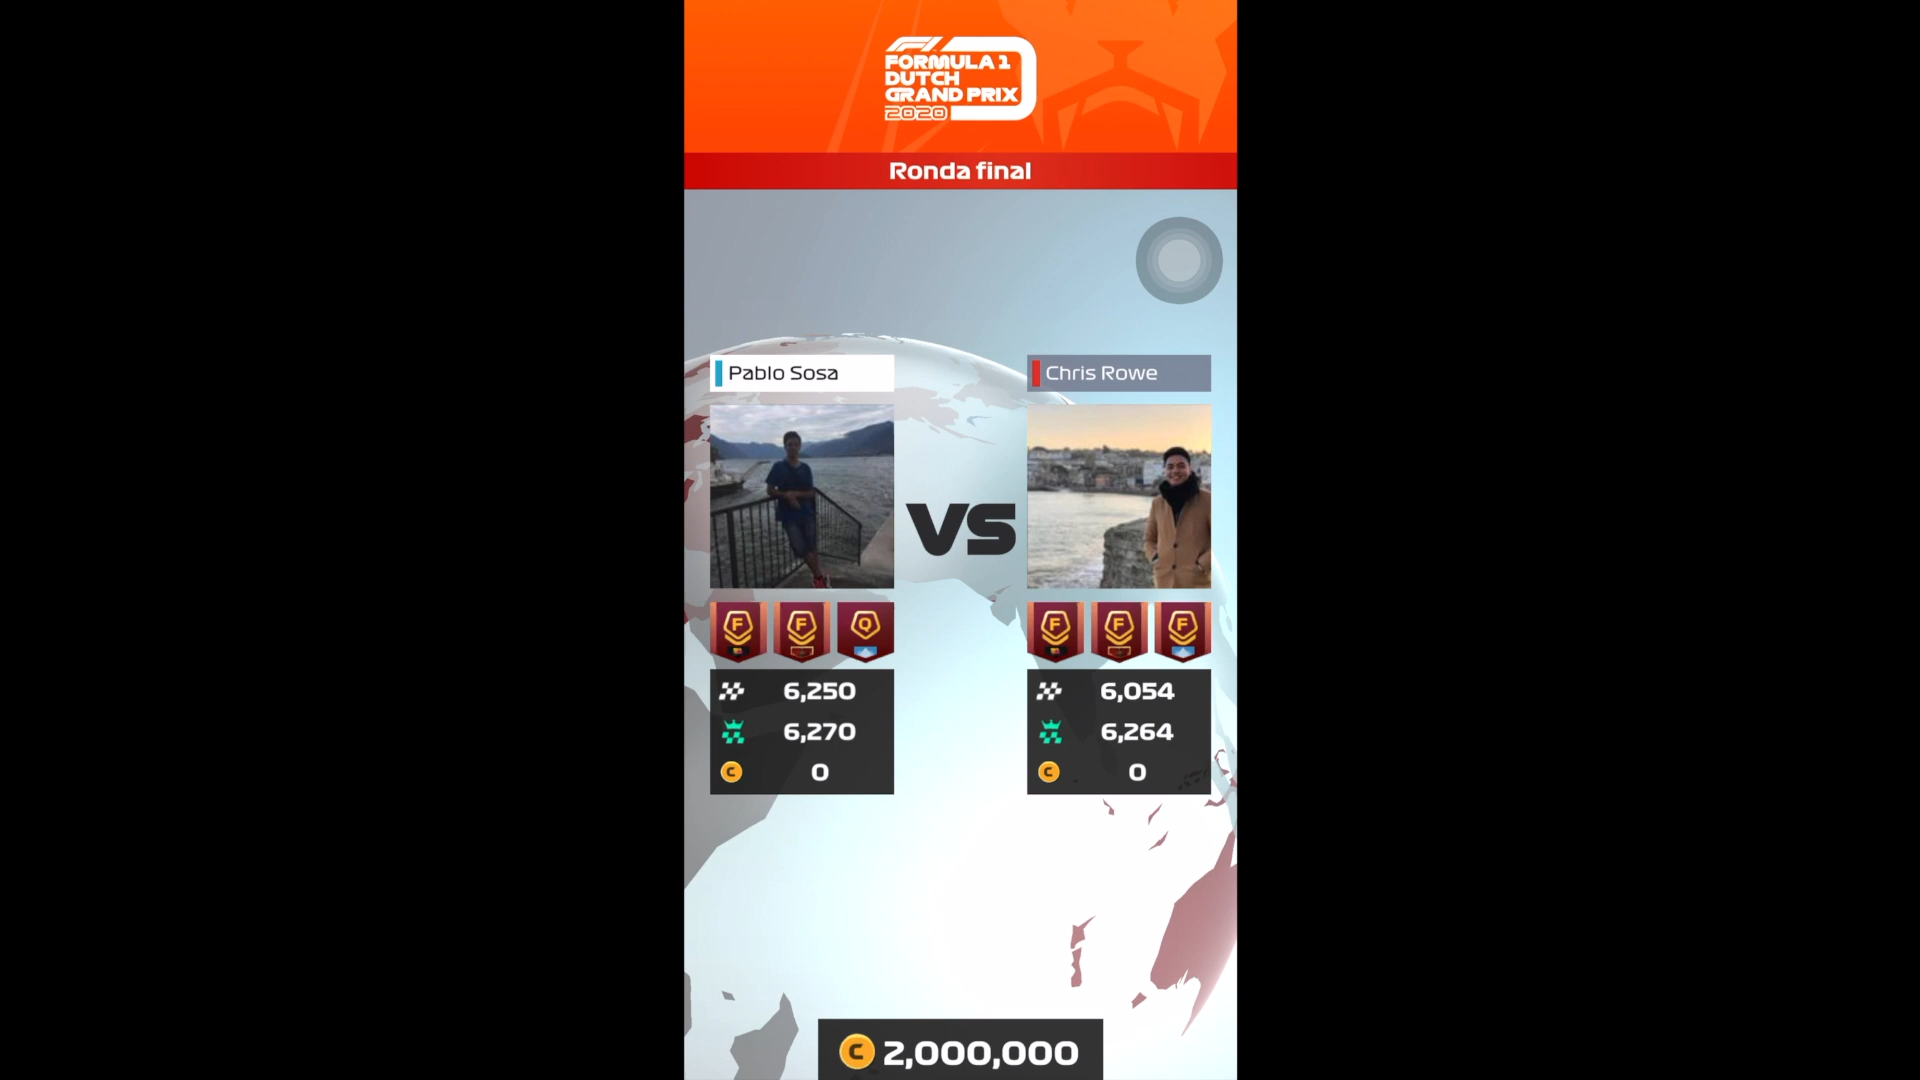 FORMULA 1
DUTCH
GRAND PRIX
2020
Ronda final
Pablo Sosa
Chris Rowe
VS
F F Q
F F F
6,250
6,270
C 0
6,054
6,264
C 0
C 2,000,000